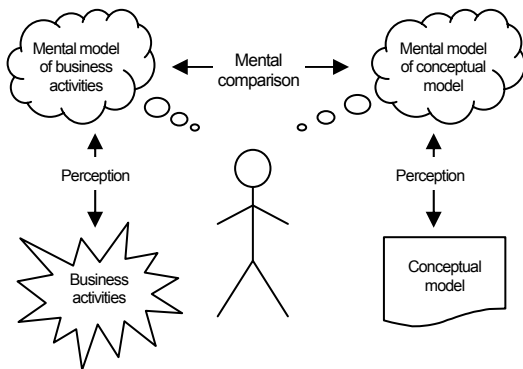 Mental model
of business
activities
Mental
comparison
Mental model
of conceptual
model
Perception
Perception
Business
activities
Conceptual
model